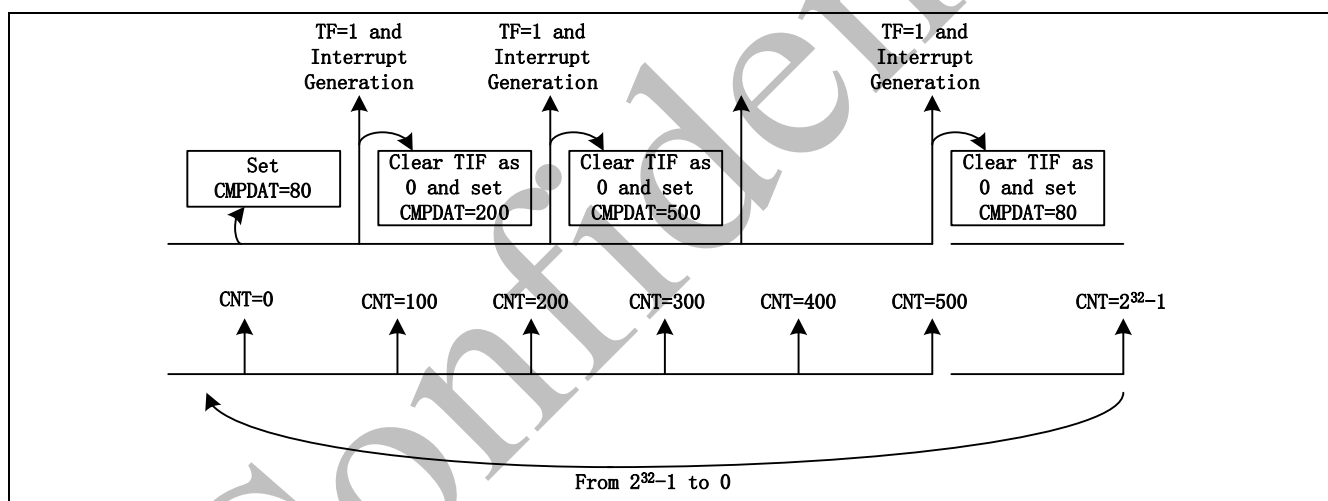 TF=1 and
Interrupt
Generation
TF=1 and
Interrupt
Generation
TF=1 and
Interrupt
Generation
Set
CMPDAT=80
Clear TIF as
0 and set
CMPDAT=200
Clear TIF as
0 and set
CMPDAT=500
Clear TIF as
0 and set
CMPDAT=80
CNT=0
CNT=100
CNT=200
CNT=300
CNT=400
CNT=500
CNT=2³²-1
From 2³²-1 to 0
Confiden